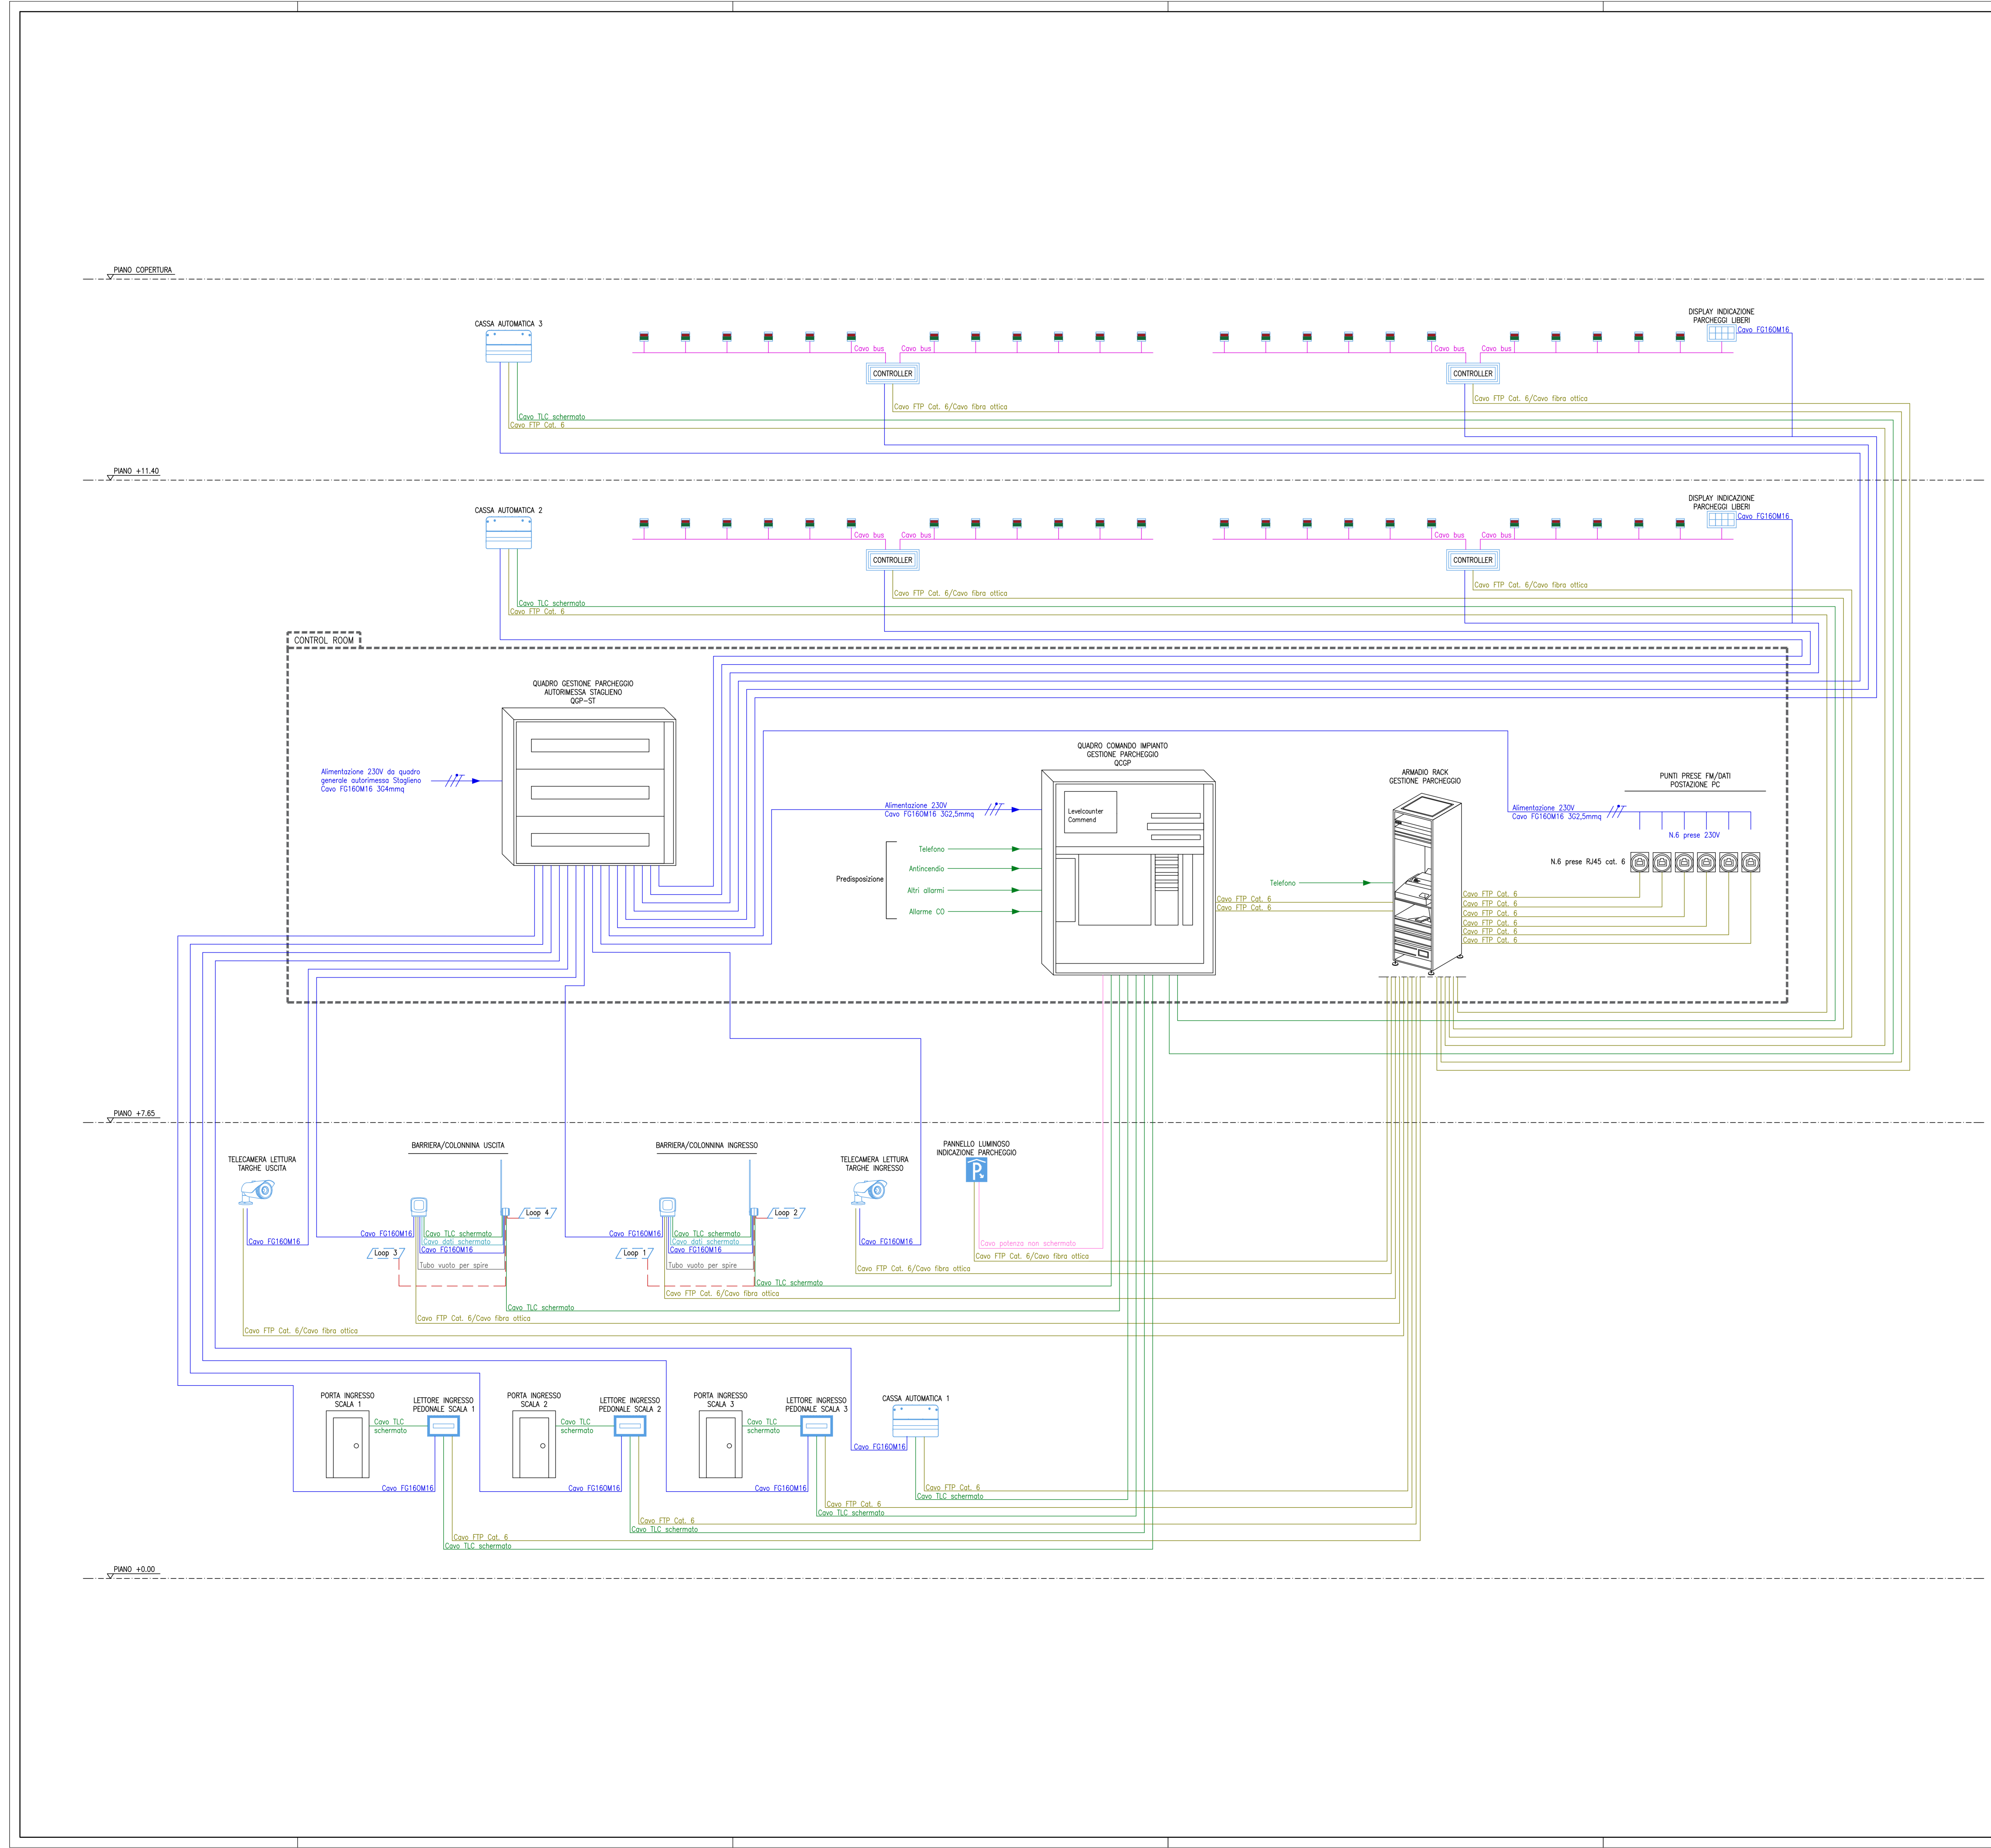 PIANO COPERTURA
CASSA AUTOMATICA 3
DISPLAY INDICAZIONE
PARCHEGGI LIBERI
Cavo FG16OM16
Cavo bus
Cavo bus
Cavo bus
Cavo bus
CONTROLLER
CONTROLLER
Cavo FTP Cat. 6/Cavo fibra ottica
Cavo FTP Cat. 6/Cavo fibra ottica
Cavo TLC schermato
Cavo FTP Cat. 6
PIANO +11.40
CASSA AUTOMATICA 2
DISPLAY INDICAZIONE
PARCHEGGI LIBERI
Cavo FG16OM16
Cavo bus
Cavo bus
Cavo bus
Cavo bus
CONTROLLER
CONTROLLER
Cavo FTP Cat. 6/Cavo fibra ottica
Cavo FTP Cat. 6/Cavo fibra ottica
Cavo TLC schermato
Cavo FTP Cat. 6
CONTROL ROOM
QUADRO GESTIONE PARCHEGGIO
AUTORIMESSA STAGLIENO
QGP-ST
Alimentazione 230V da quadro
generale autorimessa Staglieno
Cavo FG16OM16 3G4mmq
QUADRO COMANDO IMPIANTO
GESTIONE PARCHEGGIO
QCGP
Levelcounter
Commend
Alimentazione 230V
Cavo FG16OM16 3G2,5mmq
Predisposizione
Telefono
Antincendio
Altri allarmi
Allarme CO
Cavo FTP Cat. 6
Cavo FTP Cat. 6
Telefono
ARMADIO RACK
GESTIONE PARCHEGGIO
PUNTI PRESE FM/DATI
POSTAZIONE PC
Alimentazione 230V
Cavo FG16OM16 3G2,5mmq
N.6 prese 230V
N.6 prese RJ45 cat. 6
Cavo FTP Cat. 6
Cavo FTP Cat. 6
Cavo FTP Cat. 6
Cavo FTP Cat. 6
Cavo FTP Cat. 6
Cavo FTP Cat. 6
PIANO +7.65
TELECAMERA LETTURA
TARGHE USCITA
Cavo FG16OM16
BARRIERA/COLONNINA USCITA
Cavo FG16OM16
Loop 3
Loop 4
Cavo TLC schermato
Cavo dati schermato
Cavo FG16OM16
Tubo vuoto per spire
BARRIERA/COLONNINA INGRESSO
Cavo FG16OM16
Loop 1
Loop 2
Cavo TLC schermato
Cavo dati schermato
Cavo FG16OM16
Tubo vuoto per spire
TELECAMERA LETTURA
TARGHE INGRESSO
Cavo FG16OM16
PANNELLO LUMINOSO
INDICAZIONE PARCHEGGIO
P
Cavo potenza non schermato
Cavo FTP Cat. 6/Cavo fibra ottica
Cavo FTP Cat. 6/Cavo fibra ottica
Cavo TLC schermato
Cavo FTP Cat. 6/Cavo fibra ottica
Cavo TLC schermato
Cavo FTP Cat. 6/Cavo fibra ottica
Cavo FTP Cat. 6/Cavo fibra ottica
PORTA INGRESSO
SCALA 1
Cavo TLC
schermato
LETTORE INGRESSO
PEDONALE SCALA 1
Cavo FG16OM16
PORTA INGRESSO
SCALA 2
Cavo TLC
schermato
LETTORE INGRESSO
PEDONALE SCALA 2
Cavo FG16OM16
PORTA INGRESSO
SCALA 3
Cavo TLC
schermato
LETTORE INGRESSO
PEDONALE SCALA 3
Cavo FG16OM16
CASSA AUTOMATICA 1
Cavo FG16OM16
Cavo FTP Cat. 6
Cavo TLC schermato
Cavo FTP Cat. 6
Cavo TLC schermato
Cavo FTP Cat. 6
Cavo TLC schermato
Cavo FTP Cat. 6
Cavo TLC schermato
PIANO +0.00